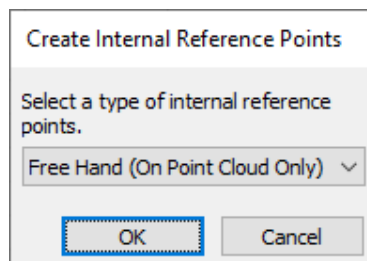 Create Internal Reference Points
Select a type of internal reference
points.
Free Hand (On Point Cloud Only)
OK Cancel